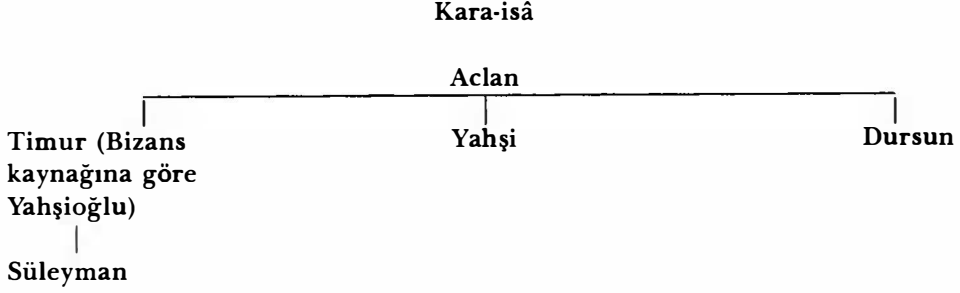 Kara-isâ
Aclan
Timur (Bizans
kaynağına göre
Yahşioğlu)
Yahşi
Dursun
Süleyman